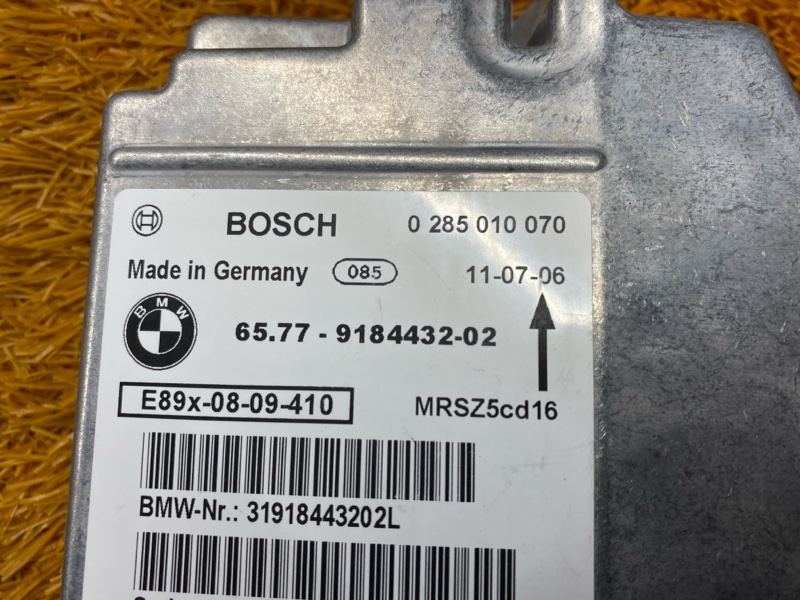 BOSCH 0 285 010 070
Made in Germany 085 11-07-06
BMW
65.77 - 9184432-02
E89x-08-09-410 MRSZ5cd16
BMW-Nr.: 31918443202L